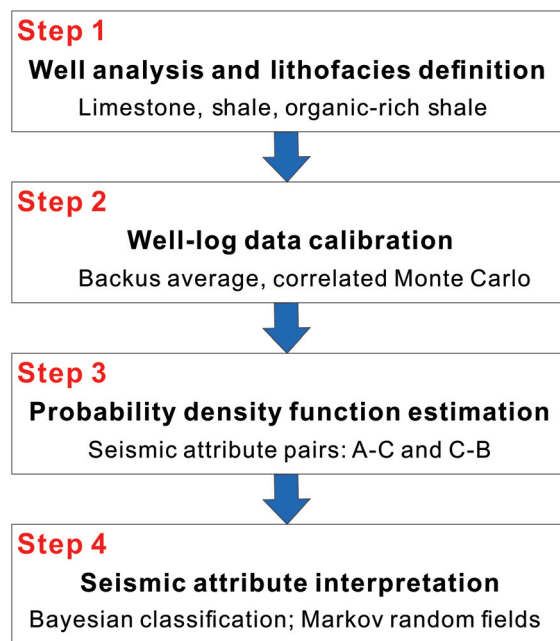 Step 1
Well analysis and lithofacies definition
Limestone, shale, organic-rich shale
Step 2
Well-log data calibration
Backus average, correlated Monte Carlo
Step 3
Probability density function estimation
Seismic attribute pairs: A-C and C-B
Step 4
Seismic attribute interpretation
Bayesian classification; Markov random fields